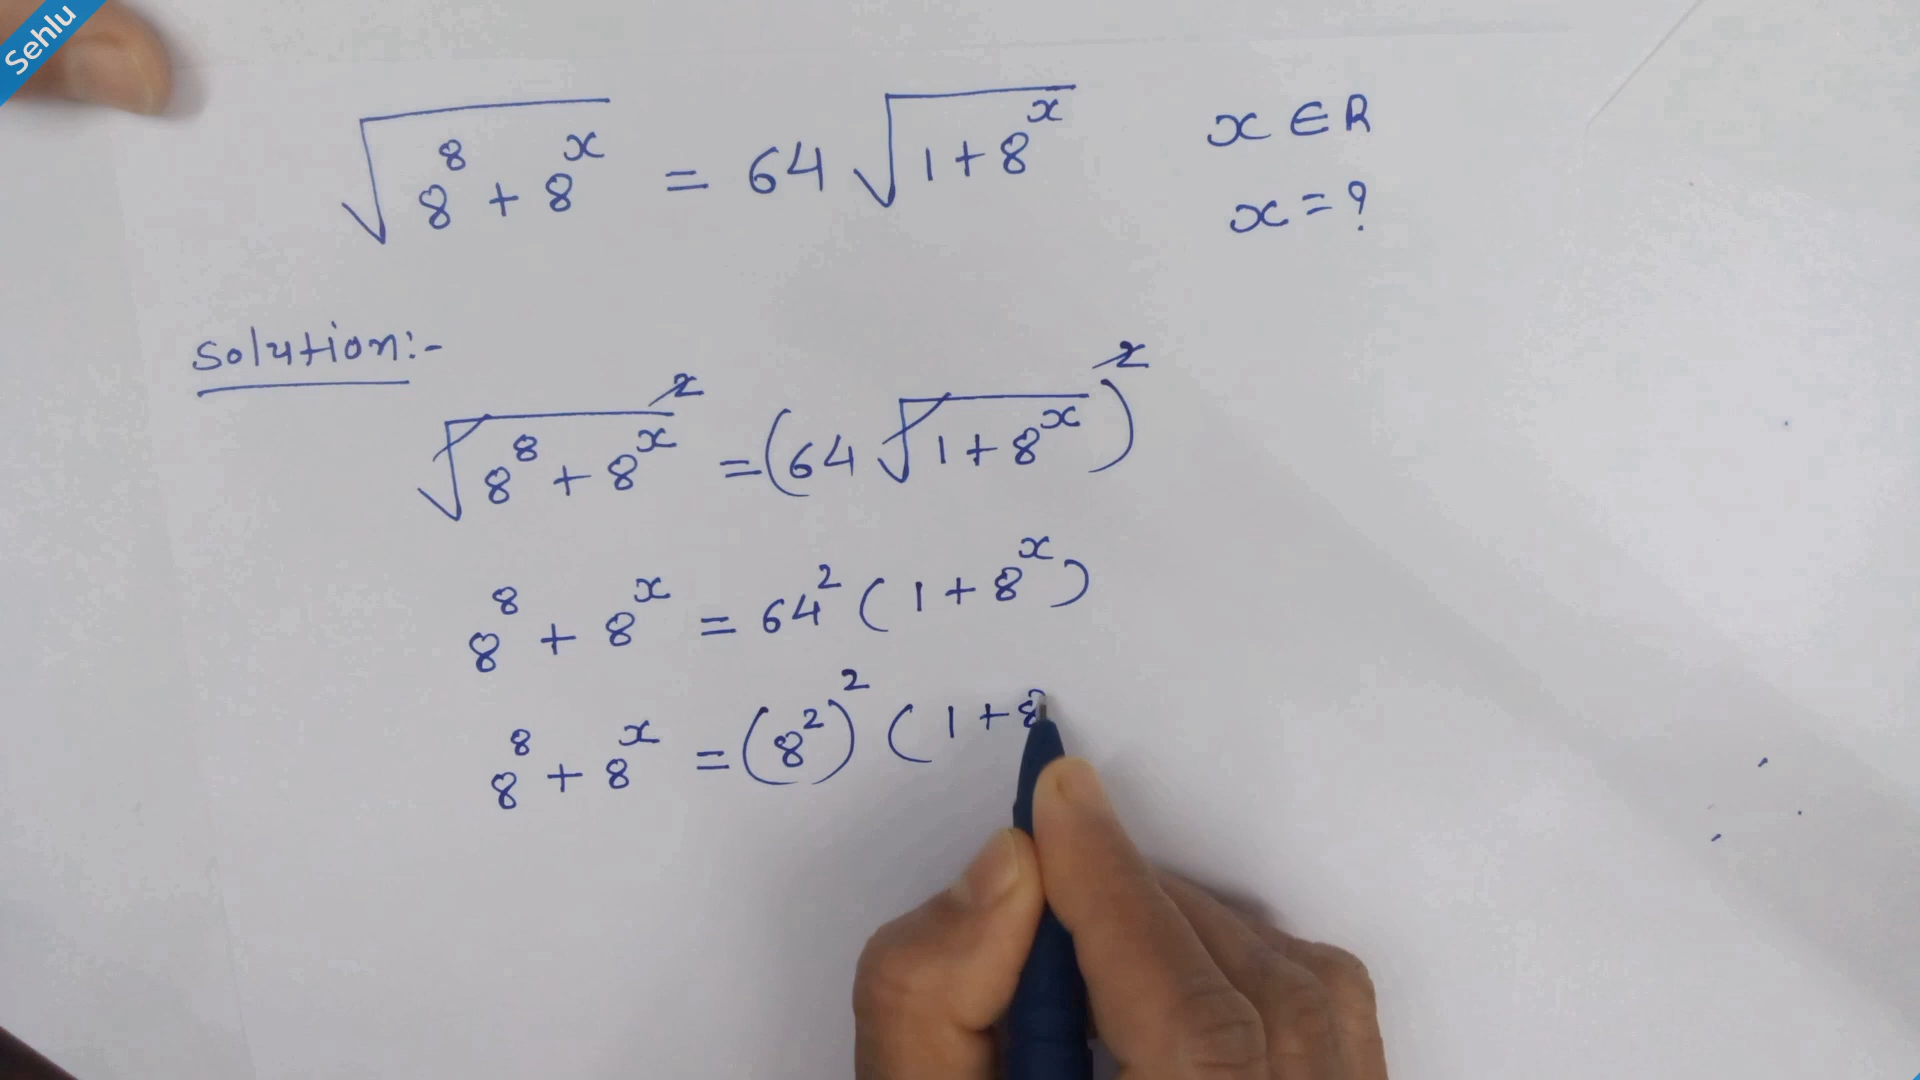 Sehlu
√(8^8 + 8^x) = 64 √(1 + 8^x) x ∈ R
x = ?
Solution:-
√(8^8 + 8^x)^2 = (64 √(1 + 8^x))^2
8^8 + 8^x = 64^2 (1 + 8^x)
8^8 + 8^x = (8^2)^2 (1 + 8